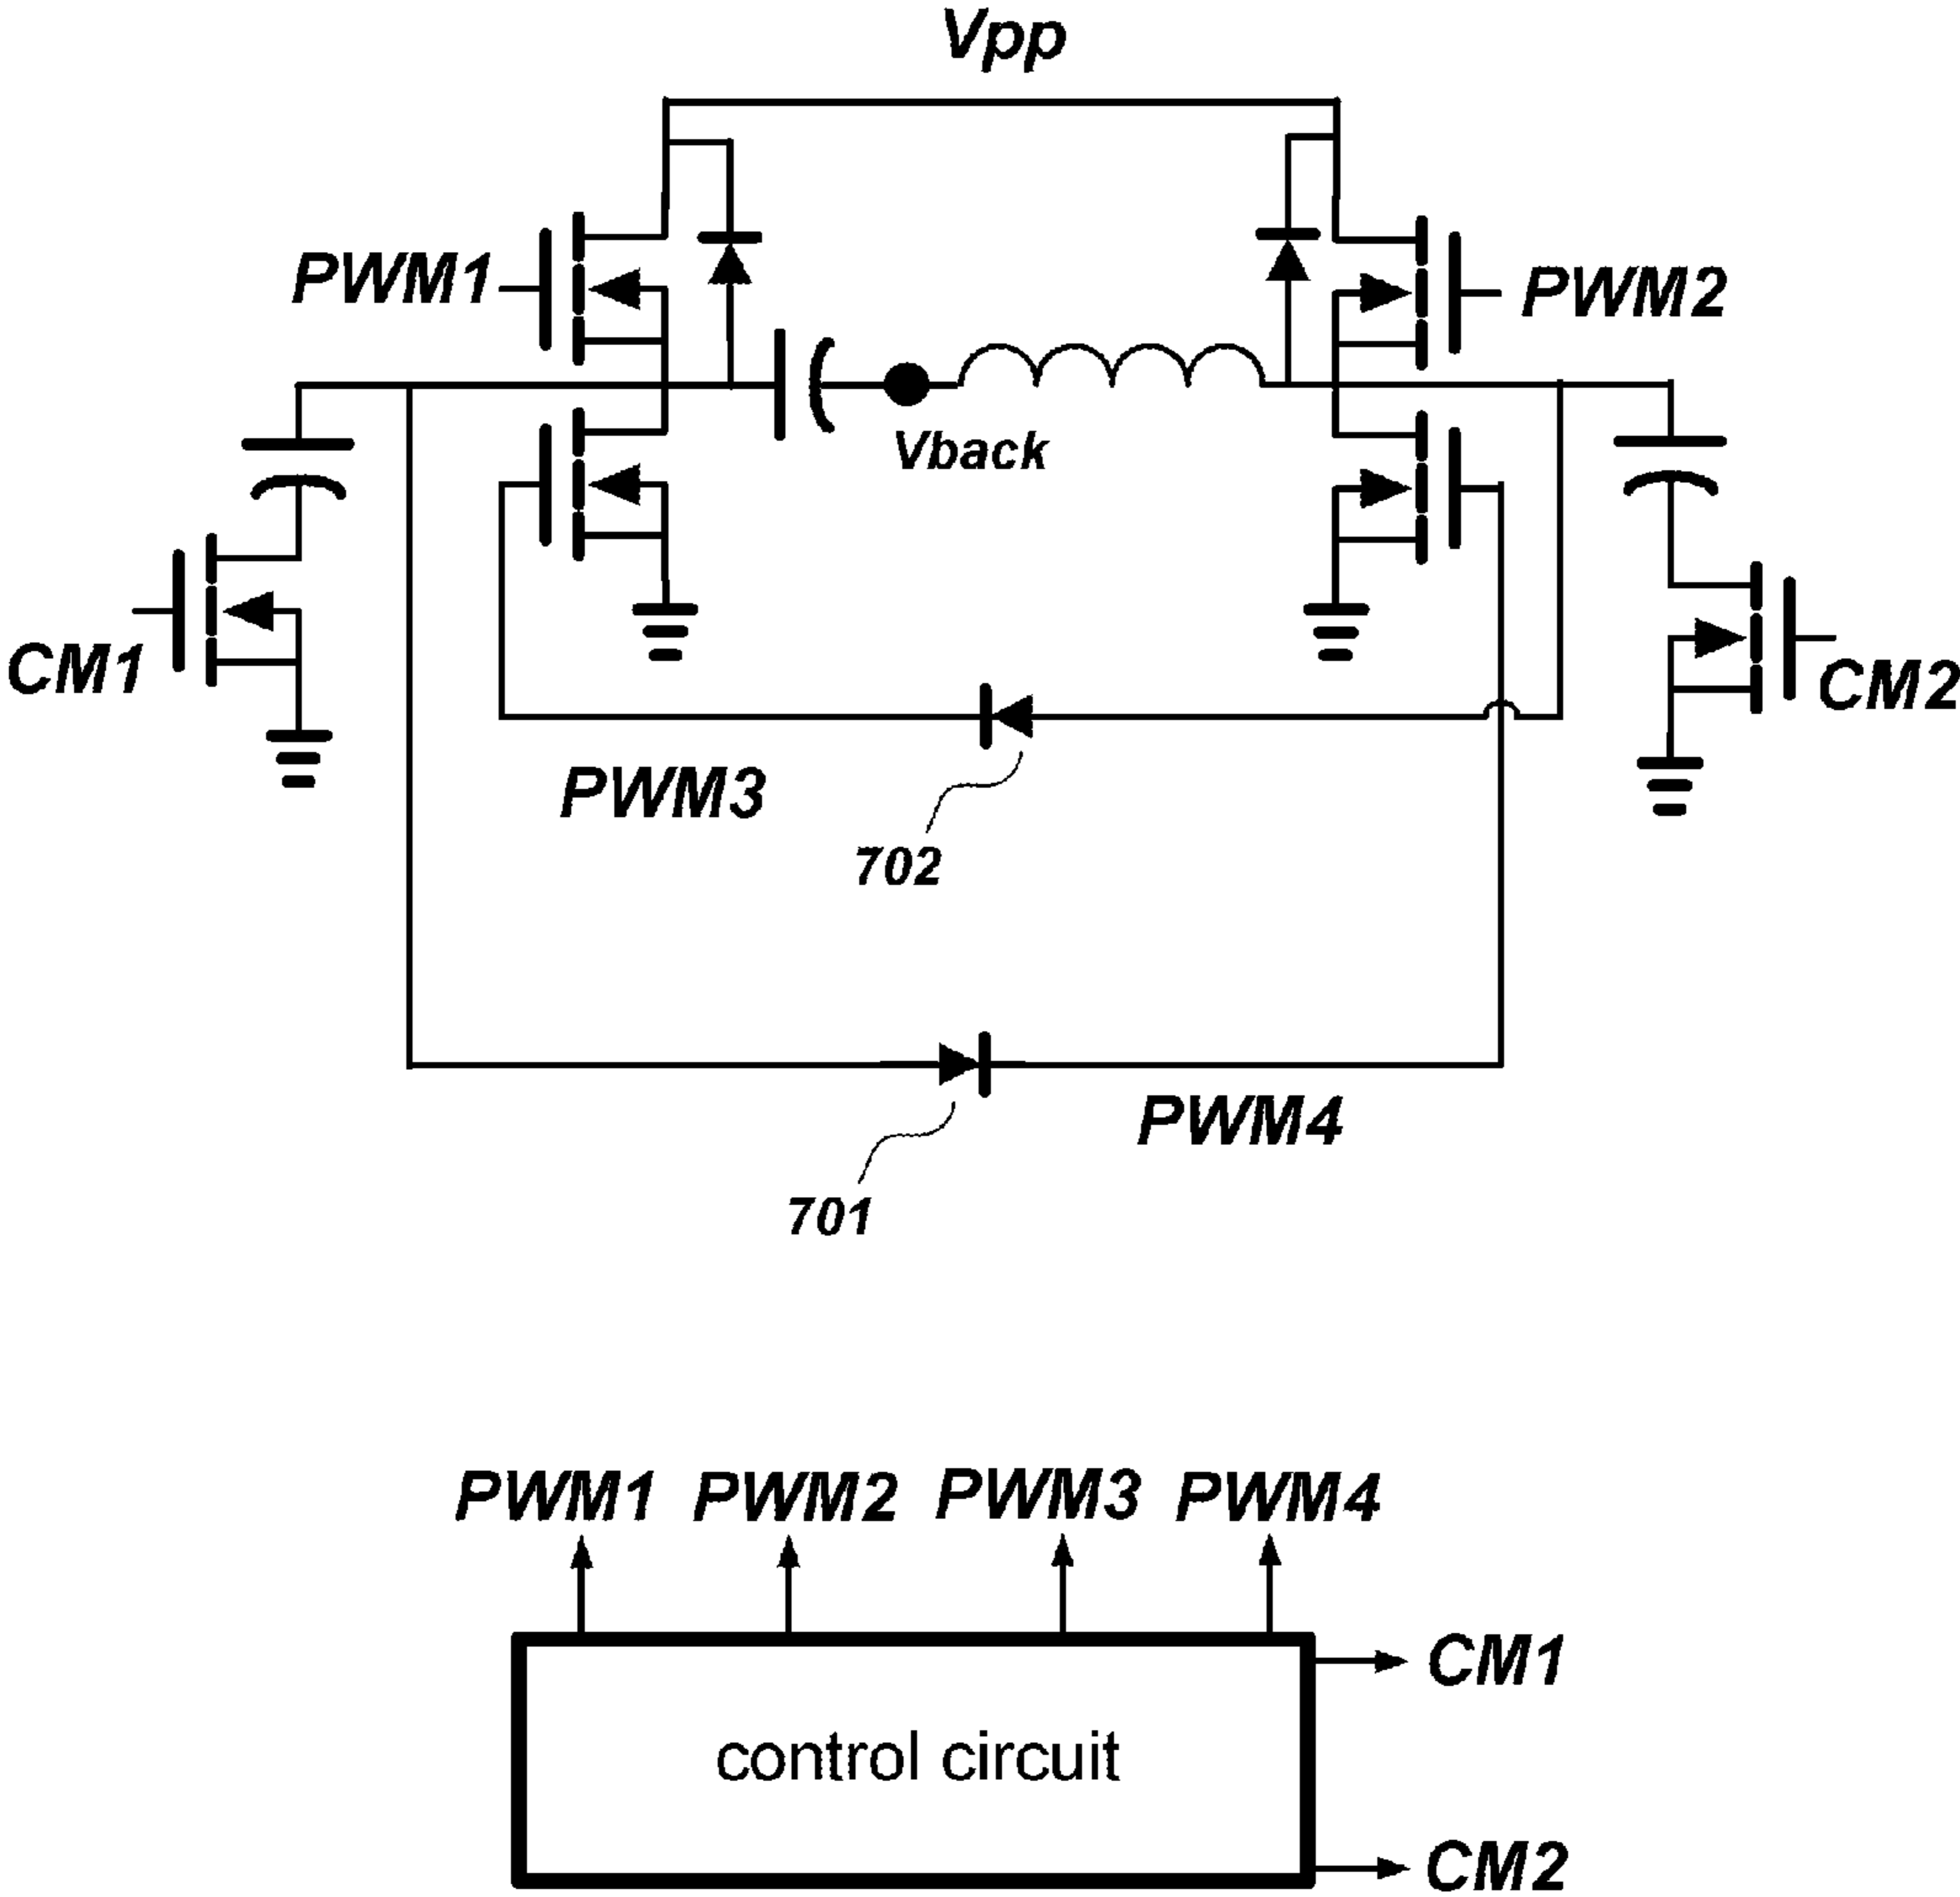 Vpp
PWM1
PWM2
Vback
CM1
CM2
PWM3
702
PWM4
701
PWM1 PWM2 PWM3 PWM4
CM1
control circuit
CM2